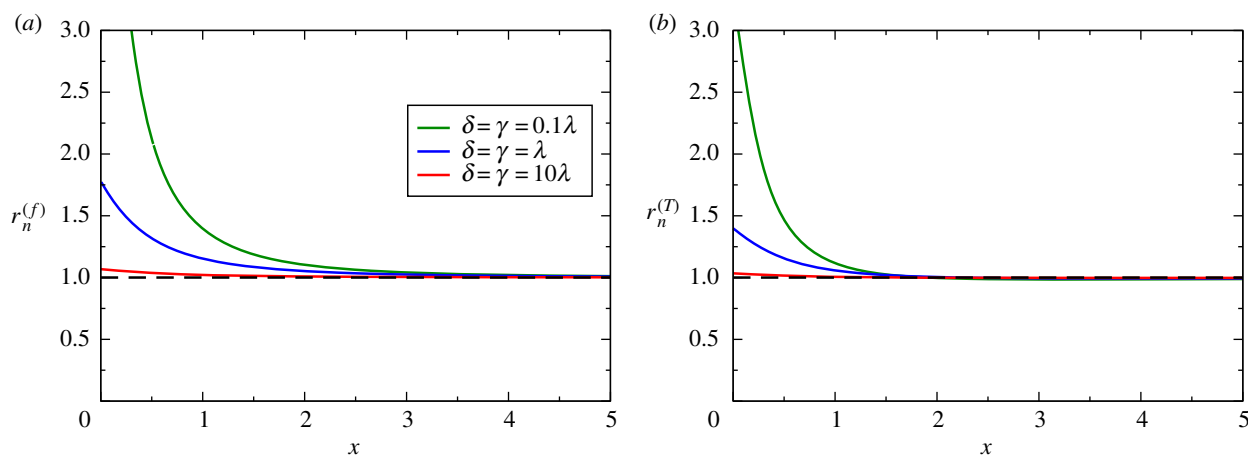 (a)
3.0
2.5
2.0
1.5
1.0
0.5
0
1
2
3
4
5
r_n^{(f)}
x
δ = γ = 0.1λ
δ = γ = λ
δ = γ = 10λ
(b)
3.0
2.5
2.0
1.5
1.0
0.5
0
1
2
3
4
5
r_n^{(T)}
x